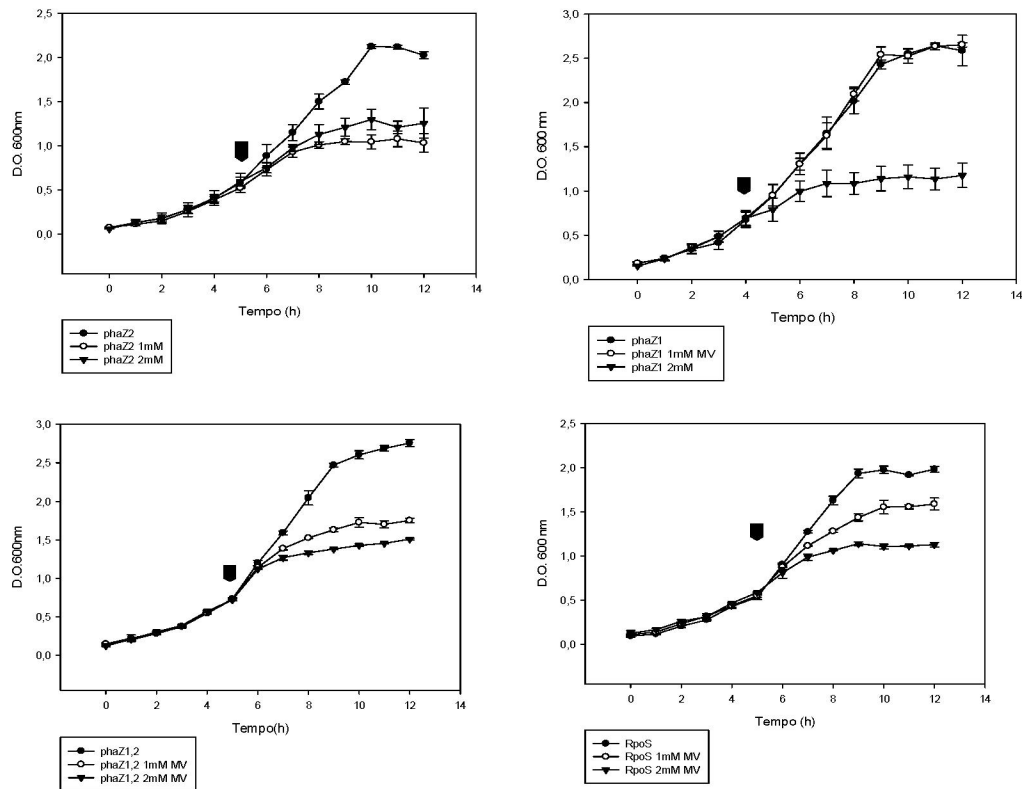 D.O. 600nm
2,5
2,0
1,5
1,0
0,5
0,0
0 2 4 6 8 10 12 14
Tempo (h)
phaZ2
phaZ2 1mM
phaZ2 2mM
D.O. 600 nm
3,0
2,5
2,0
1,5
1,0
0,5
0,0
0 2 4 6 8 10 12 14
Tempo (h)
phaZ1
phaZ1 1mM MV
phaZ1 2mM
D.O.600nm
3,0
2,5
2,0
1,5
1,0
0,5
0,0
0 2 4 6 8 10 12 14
Tempo(h)
phaZ1,2
phaZ1,2 1mM MV
phaZ1,2 2mM MV
D.O. 600 nm
2,5
2,0
1,5
1,0
0,5
0,0
0 2 4 6 8 10 12 14
Tempo (h)
RpoS
RpoS 1mM MV
RpoS 2mM MV